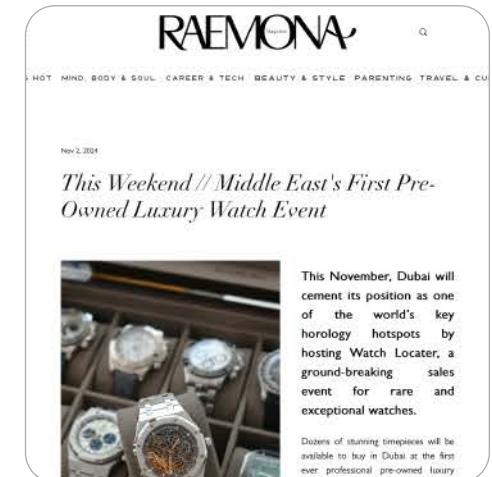 RAEMONA
Magazine
HOT MIND, BODY & SOUL CAREER & TECH BEAUTY & STYLE PARENTING TRAVEL & CU
Nov 2, 2024
This Weekend // Middle East's First Pre-
Owned Luxury Watch Event
This November, Dubai will
cement its position as one
of the world's key
horology hotspots by
hosting Watch Locater, a
ground-breaking sales
event for rare and
exceptional watches.
Dozens of stunning timepieces will be
available to buy in Dubai at the first
ever professional pre-owned luxury